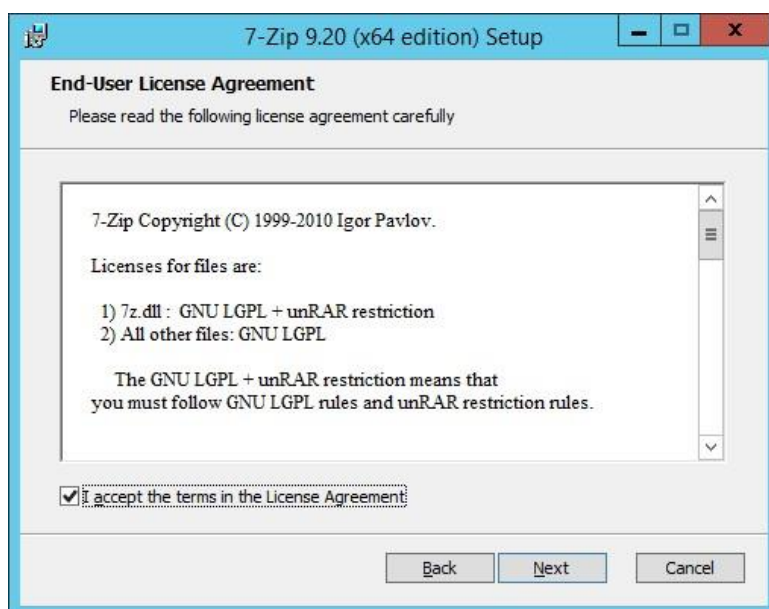 7-Zip 9.20 (x64 edition) Setup
End-User License Agreement
Please read the following license agreement carefully
7-Zip Copyright (C) 1999-2010 Igor Pavlov.
Licenses for files are:
1) 7z.dll : GNU LGPL + unRAR restriction
2) All other files: GNU LGPL
The GNU LGPL + unRAR restriction means that
you must follow GNU LGPL rules and unRAR restriction rules.
I accept the terms in the License Agreement
Back Next Cancel